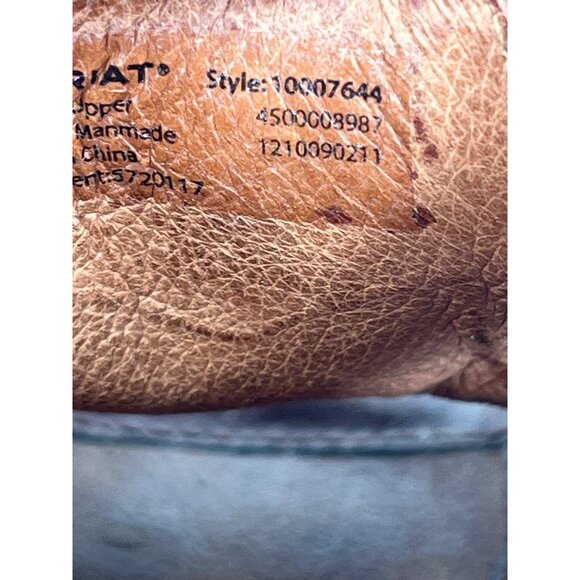 RIAT® Style:10007644
Upper 4500008987
Manmade 1210090211
China
ent:5720117